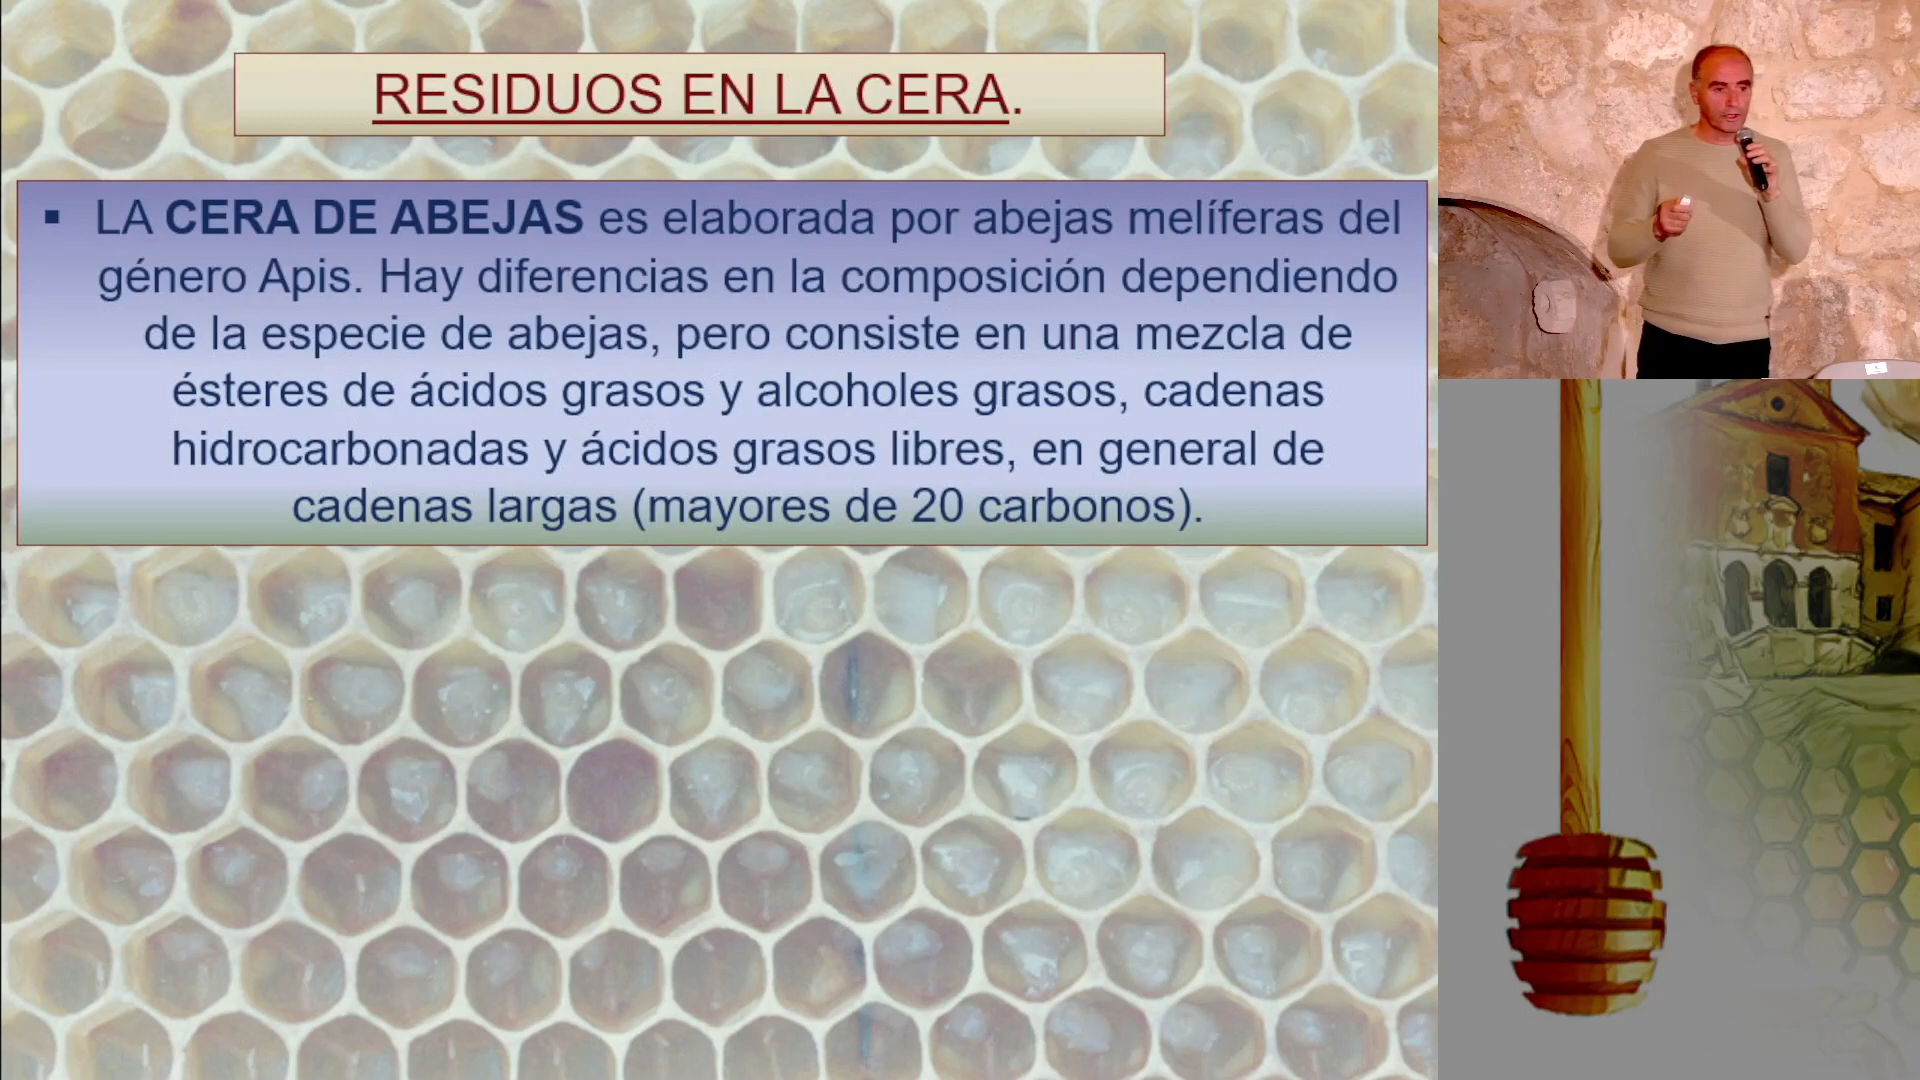 RESIDUOS EN LA CERA.
▪ LA CERA DE ABEJAS es elaborada por abejas melíferas del
género Apis. Hay diferencias en la composición dependiendo
de la especie de abejas, pero consiste en una mezcla de
ésteres de ácidos grasos y alcoholes grasos, cadenas
hidrocarbonadas y ácidos grasos libres, en general de
cadenas largas (mayores de 20 carbonos).